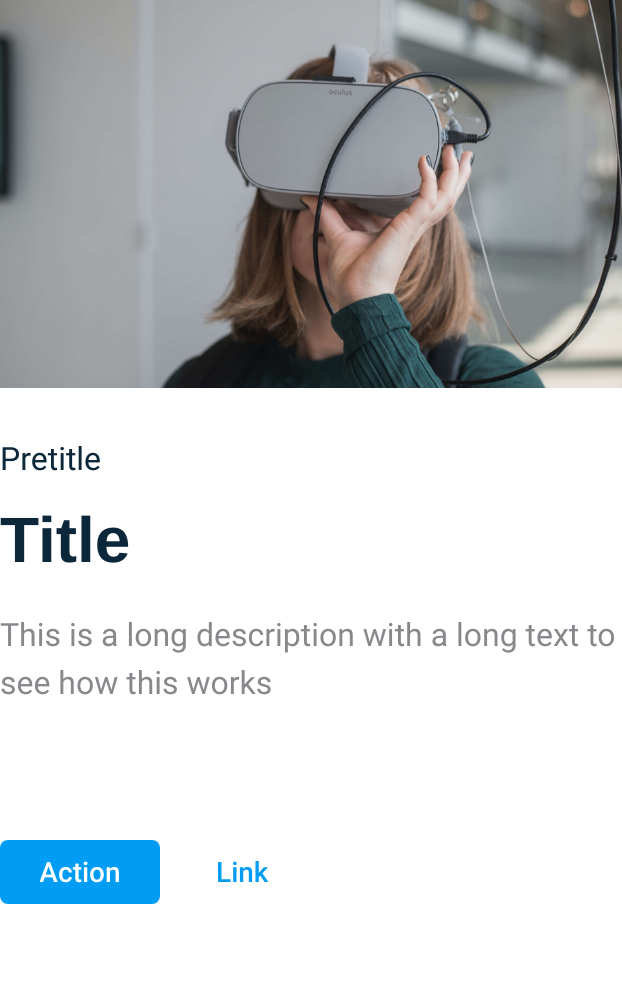 oculus
Pretitle
Title
This is a long description with a long text to
see how this works
Action
Link